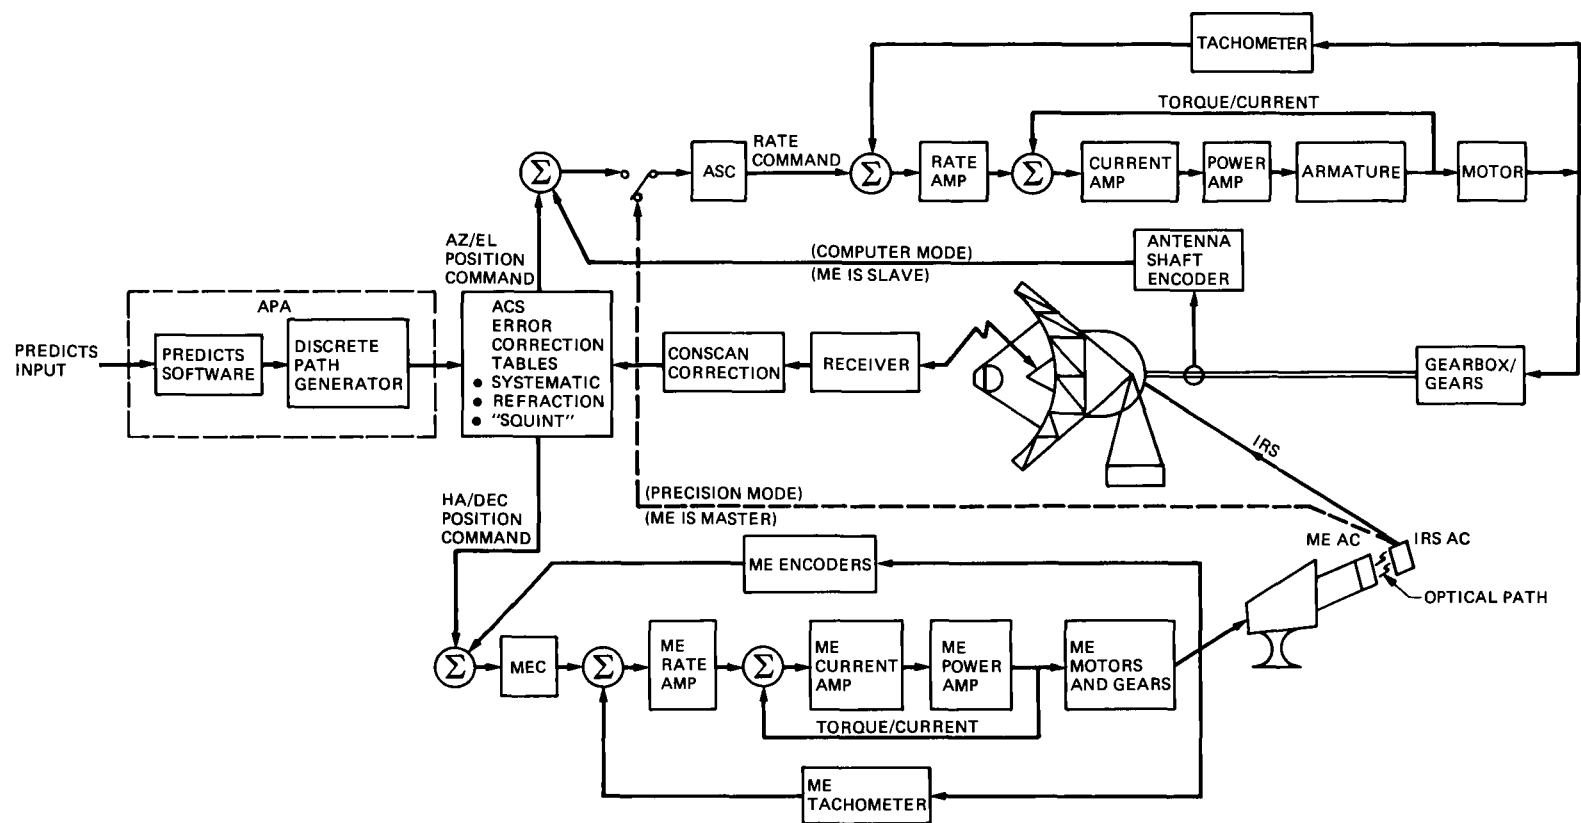 TACHOMETER
TORQUE/CURRENT
Σ
ASC
RATE
COMMAND
Σ
RATE
AMP
Σ
CURRENT
AMP
POWER
AMP
ARMATURE
MOTOR
AZ/EL
POSITION
COMMAND
(COMPUTER MODE)
(ME IS SLAVE)
ANTENNA
SHAFT
ENCODER
APA
PREDICTS
INPUT
PREDICTS
SOFTWARE
DISCRETE
PATH
GENERATOR
ACS
ERROR
CORRECTION
TABLES
● SYSTEMATIC
● REFRACTION
● "SQUINT"
CONSCAN
CORRECTION
RECEIVER
GEARBOX/
GEARS
IRS
HA/DEC
POSITION
COMMAND
(PRECISION MODE)
(ME IS MASTER)
ME AC
IRS AC
OPTICAL PATH
ME ENCODERS
Σ
MEC
Σ
ME
RATE
AMP
Σ
ME
CURRENT
AMP
ME
POWER
AMP
ME
MOTORS
AND GEARS
TORQUE/CURRENT
ME
TACHOMETER